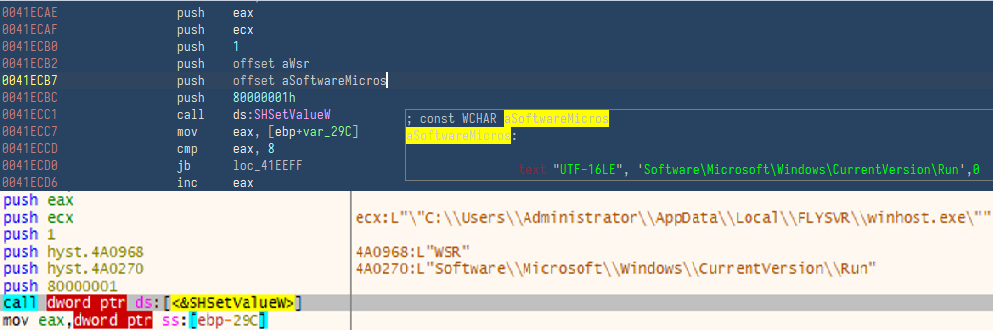 0041ECAE push eax
0041ECAF push ecx
0041ECB0 push 1
0041ECB2 push offset aWsr
0041ECB7 push offset aSoftwareMicros
0041ECBC push 80000001h
0041ECC1 call ds:SHSetValueW
0041ECC7 mov eax, [ebp+var_29C]
0041ECCD cmp eax, 8
0041ECD0 jb loc_41EEFF
0041ECD6 inc eax
; const WCHAR aSoftwareMicros
aSoftwareMicros:
text "UTF-16LE", 'Software\Microsoft\Windows\CurrentVersion\Run',0
push eax
push ecx ecx:L"\"C:\\Users\\Administrator\\AppData\\Local\\FLYSVR\\winhost.exe\""
push 1
push hyst.4A0968 4A0968:L"WSR"
push hyst.4A0270 4A0270:L"Software\\Microsoft\\Windows\\CurrentVersion\\Run"
push 80000001
call dword ptr ds:[<&SHSetValueW>]
mov eax,dword ptr ss:[ebp-29C]